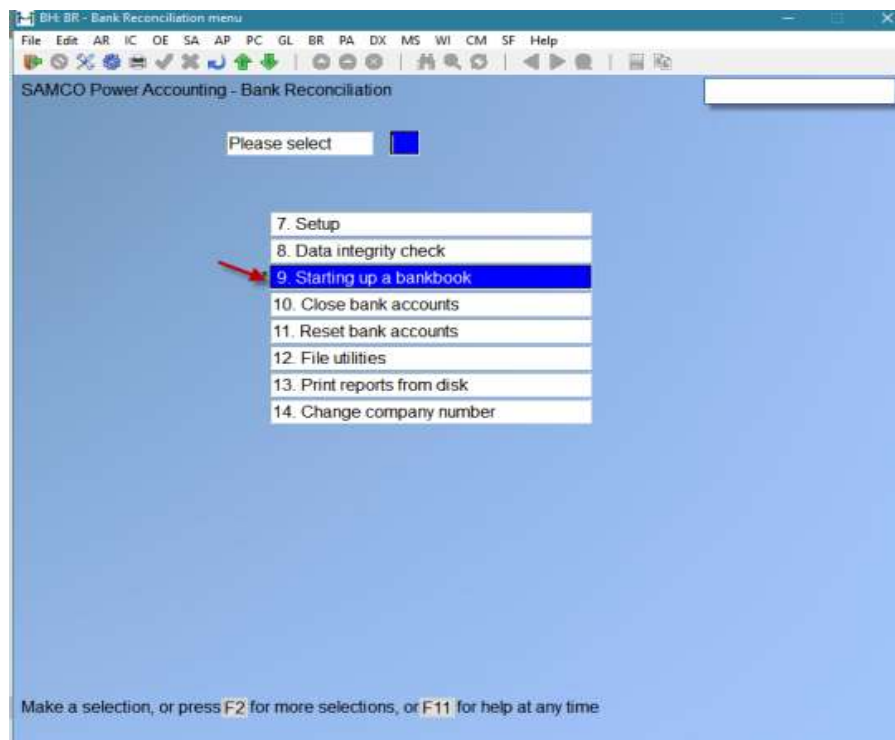 BH: BR - Bank Reconciliation menu
File Edit AR IC OE SA AP PC GL BR PA DX MS WI CM SF Help
SAMCO Power Accounting - Bank Reconciliation
Please select
7. Setup
8. Data integrity check
9. Starting up a bankbook
10. Close bank accounts
11. Reset bank accounts
12. File utilities
13. Print reports from disk
14. Change company number
Make a selection, or press F2 for more selections, or F11 for help at any time